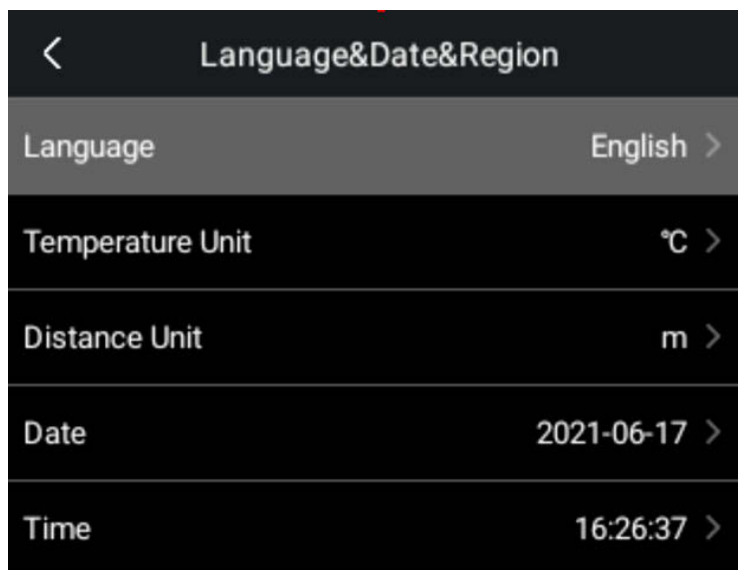 Language&Date&Region
Language English
Temperature Unit ℃
Distance Unit m
Date 2021-06-17
Time 16:26:37